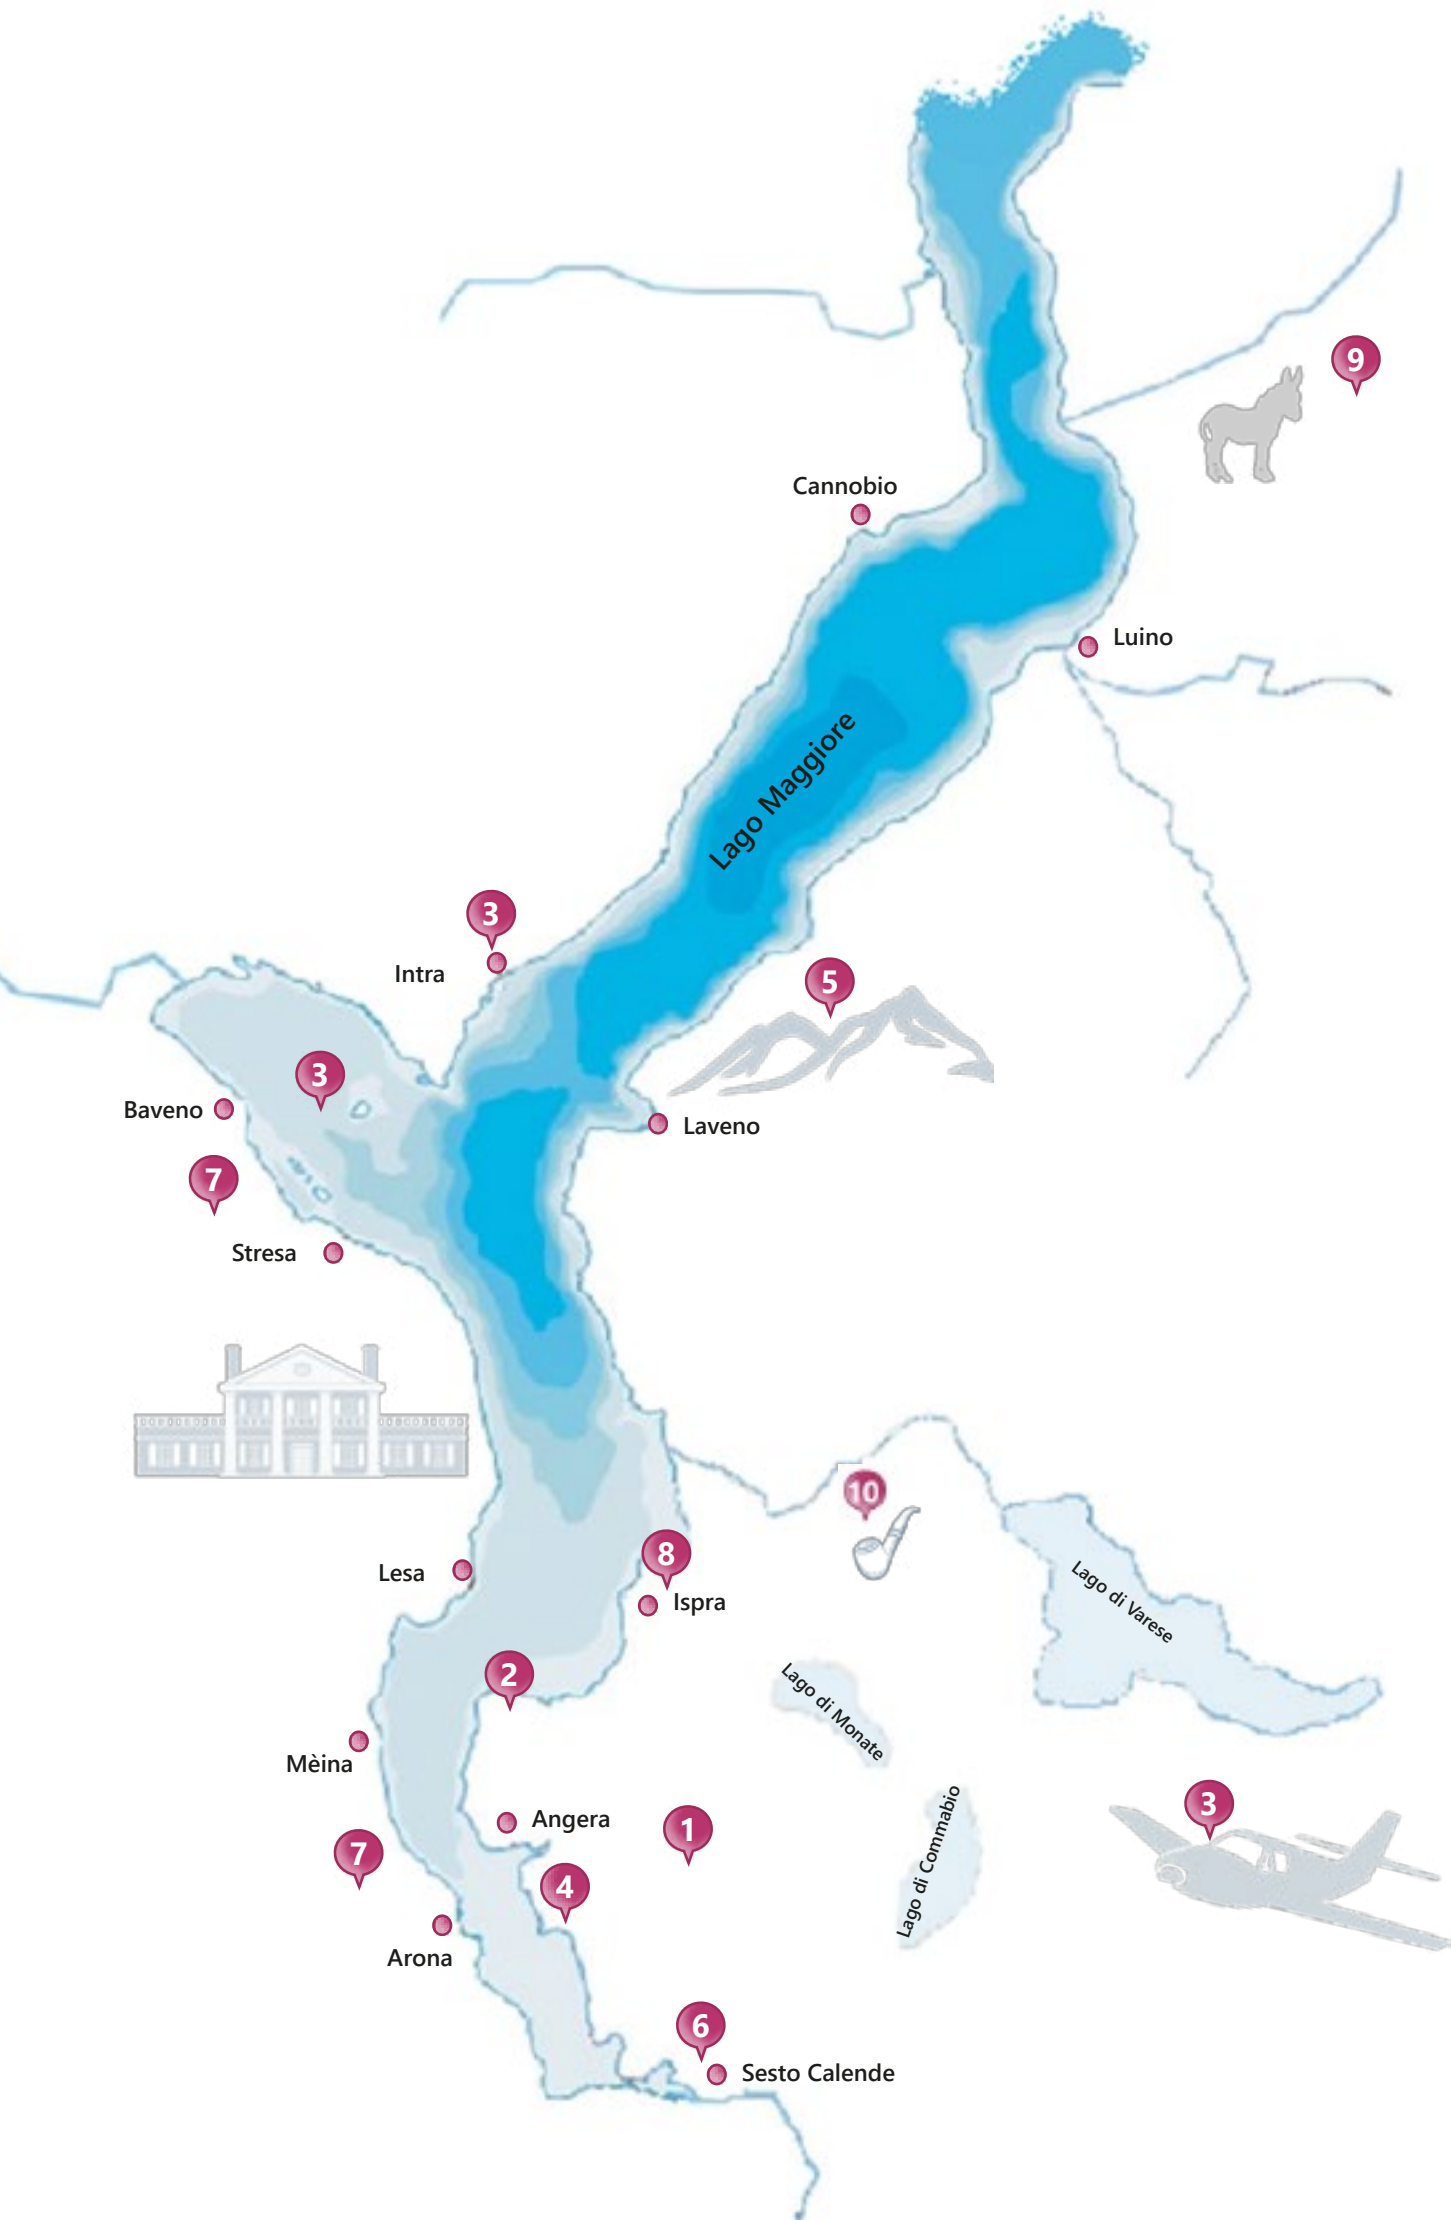 9
Cannobio
Luino
Lago Maggiore
3
Intra
5
3
Baveno
Laveno
7
Stresa
10
8
Lesa
Ispra
Lago di Varese
2
Lago di Monate
Mèina
3
Angera
1
7
Lago di Commabio
4
Arona
6
Sesto Calende